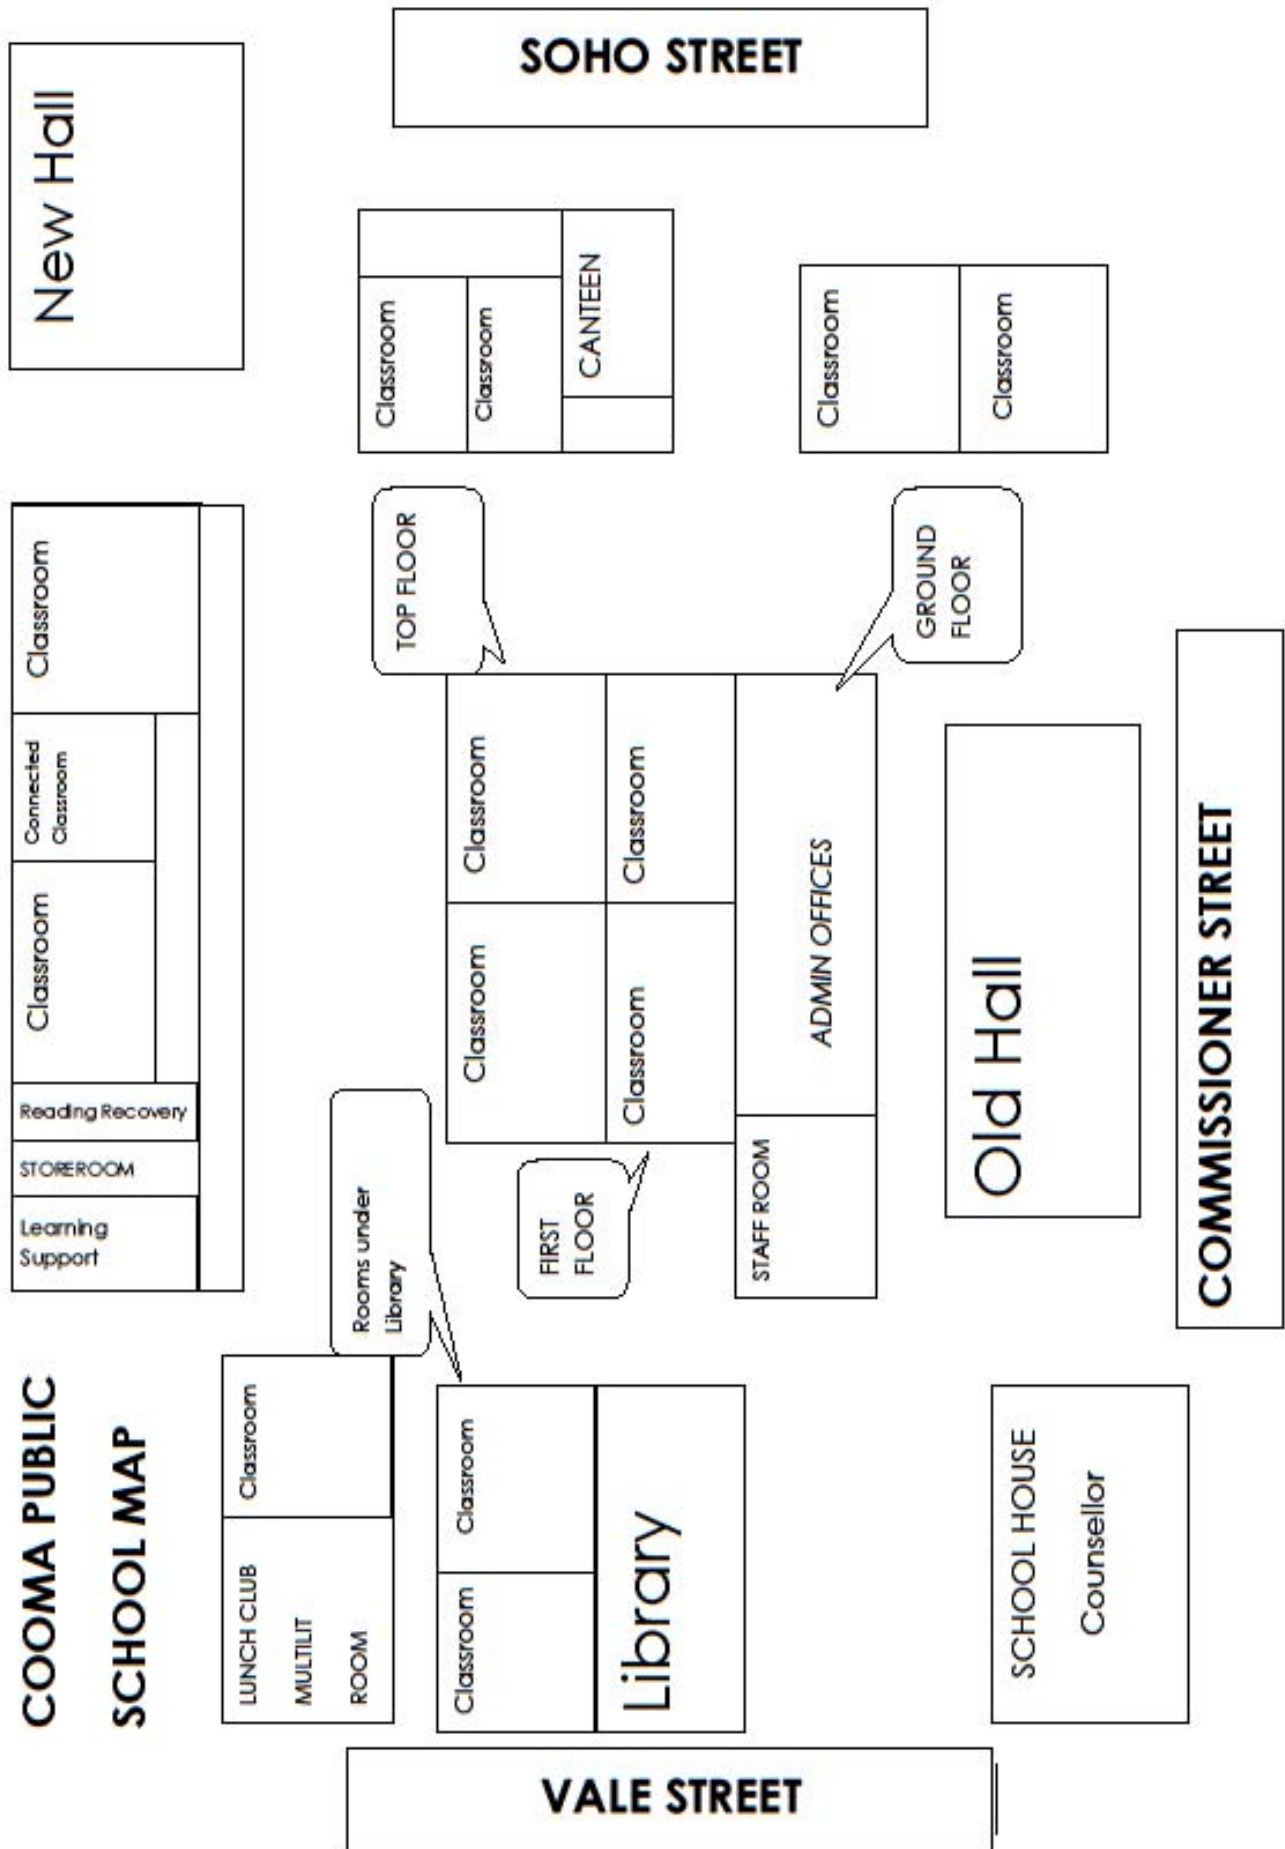 COOMA PUBLIC
SCHOOL MAP
Learning
Support
STOREROOM
Reading Recovery
Classroom
Connected
Classroom
Classroom
New Hall
LUNCH CLUB
MULTILIT
ROOM
Classroom
Rooms under
Library
Classroom
Classroom
Library
FIRST
FLOOR
TOP FLOOR
Classroom
Classroom
Classroom
Classroom
STAFF ROOM
ADMIN OFFICES
GROUND
FLOOR
Classroom
Classroom
CANTEEN
Classroom
Classroom
SCHOOL HOUSE
Counsellor
Old Hall
VALE STREET
SOHO STREET
COMMISSIONER STREET